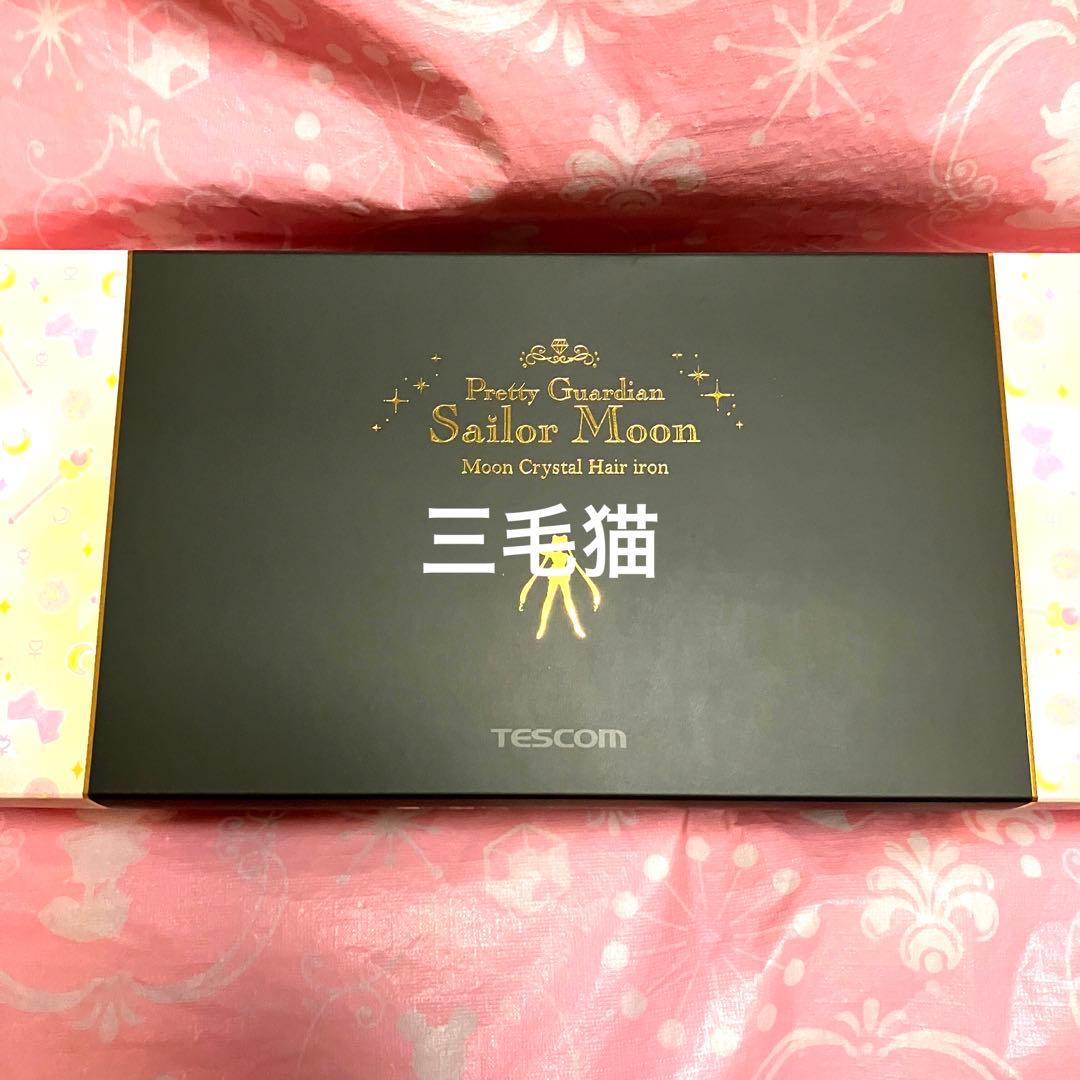 Pretty Guardian
Sailor Moon
Moon Crystal Hair iron
三毛猫
TESCOM